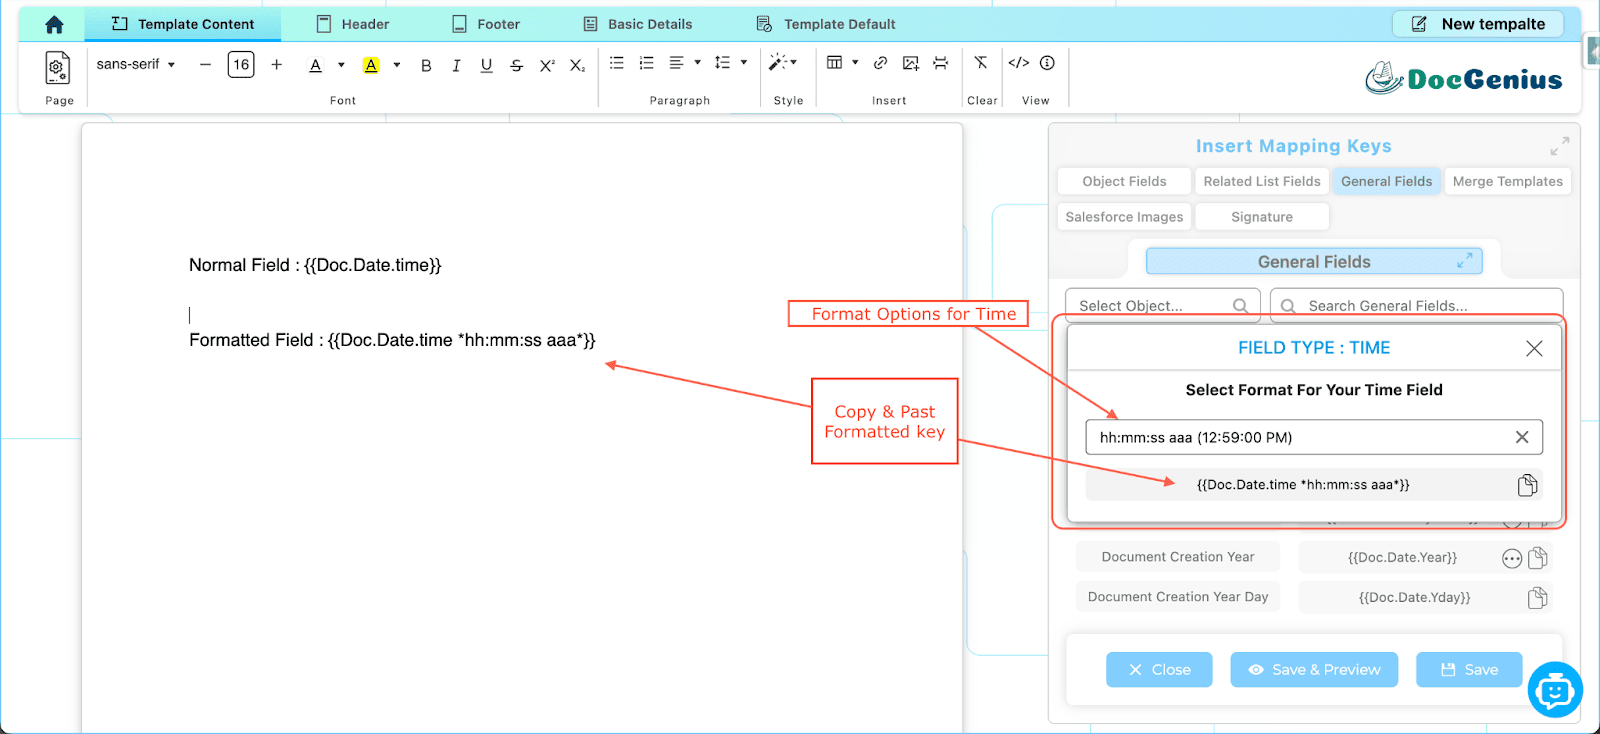 Template Content
Header
Footer
Basic Details
Template Default
New tempalte
sans-serif
16
A
A
B
I
U
S
X²
X₂
Page
Font
Paragraph
Style
Insert
Clear
View
DocGenius
Normal Field : {{Doc.Date.time}}
Formatted Field : {{Doc.Date.time *hh:mm:ss aaa*}}
Format Options for Time
Copy & Past
Formatted key
Insert Mapping Keys
Object Fields
Related List Fields
General Fields
Merge Templates
Salesforce Images
Signature
General Fields
Select Object...
Search General Fields...
FIELD TYPE : TIME
Select Format For Your Time Field
hh:mm:ss aaa (12:59:00 PM)
{{Doc.Date.time *hh:mm:ss aaa*}}
Document Creation Year
{{Doc.Date.Year}}
Document Creation Year Day
{{Doc.Date.Yday}}
Close
Save & Preview
Save